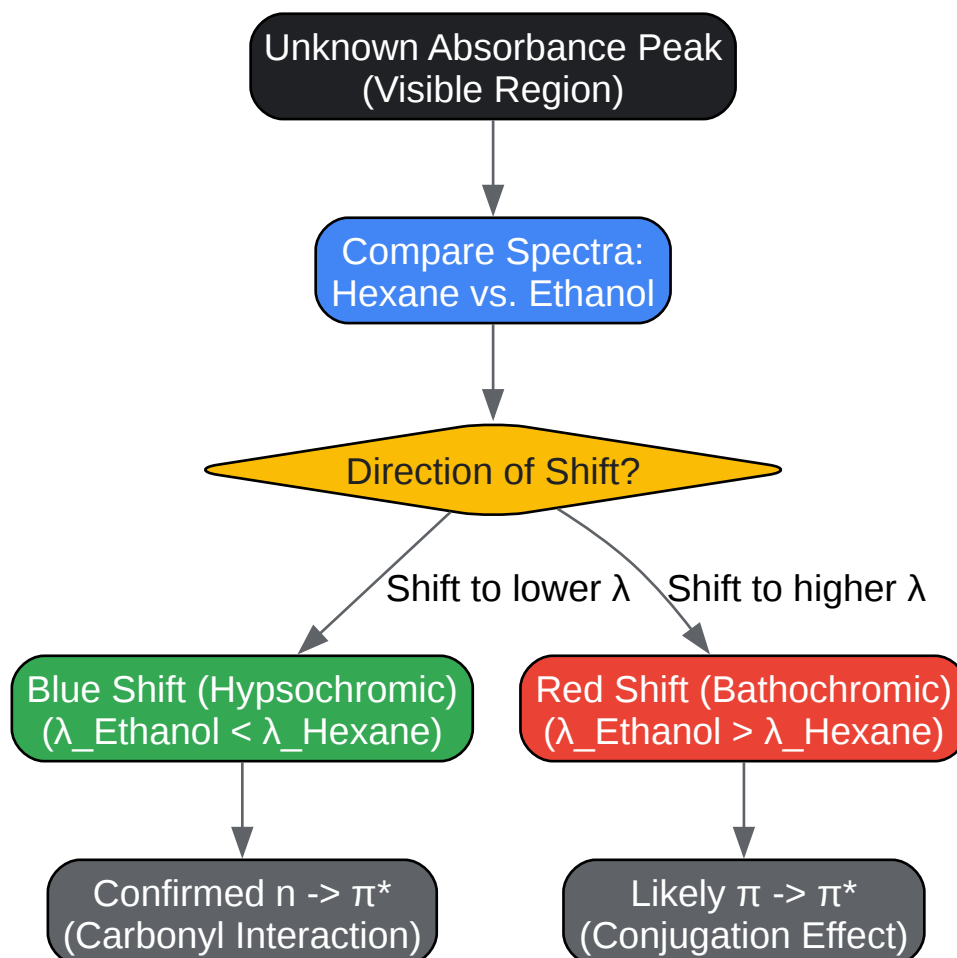 Unknown Absorbance Peak
(Visible Region)
Compare Spectra:
Hexane vs. Ethanol
Direction of Shift?
Shift to lower λ
Shift to higher λ
Blue Shift (Hypsochromic)
(λ_Ethanol < λ_Hexane)
Red Shift (Bathochromic)
(λ_Ethanol > λ_Hexane)
Confirmed n -> π*
(Carbonyl Interaction)
Likely π -> π*
(Conjugation Effect)